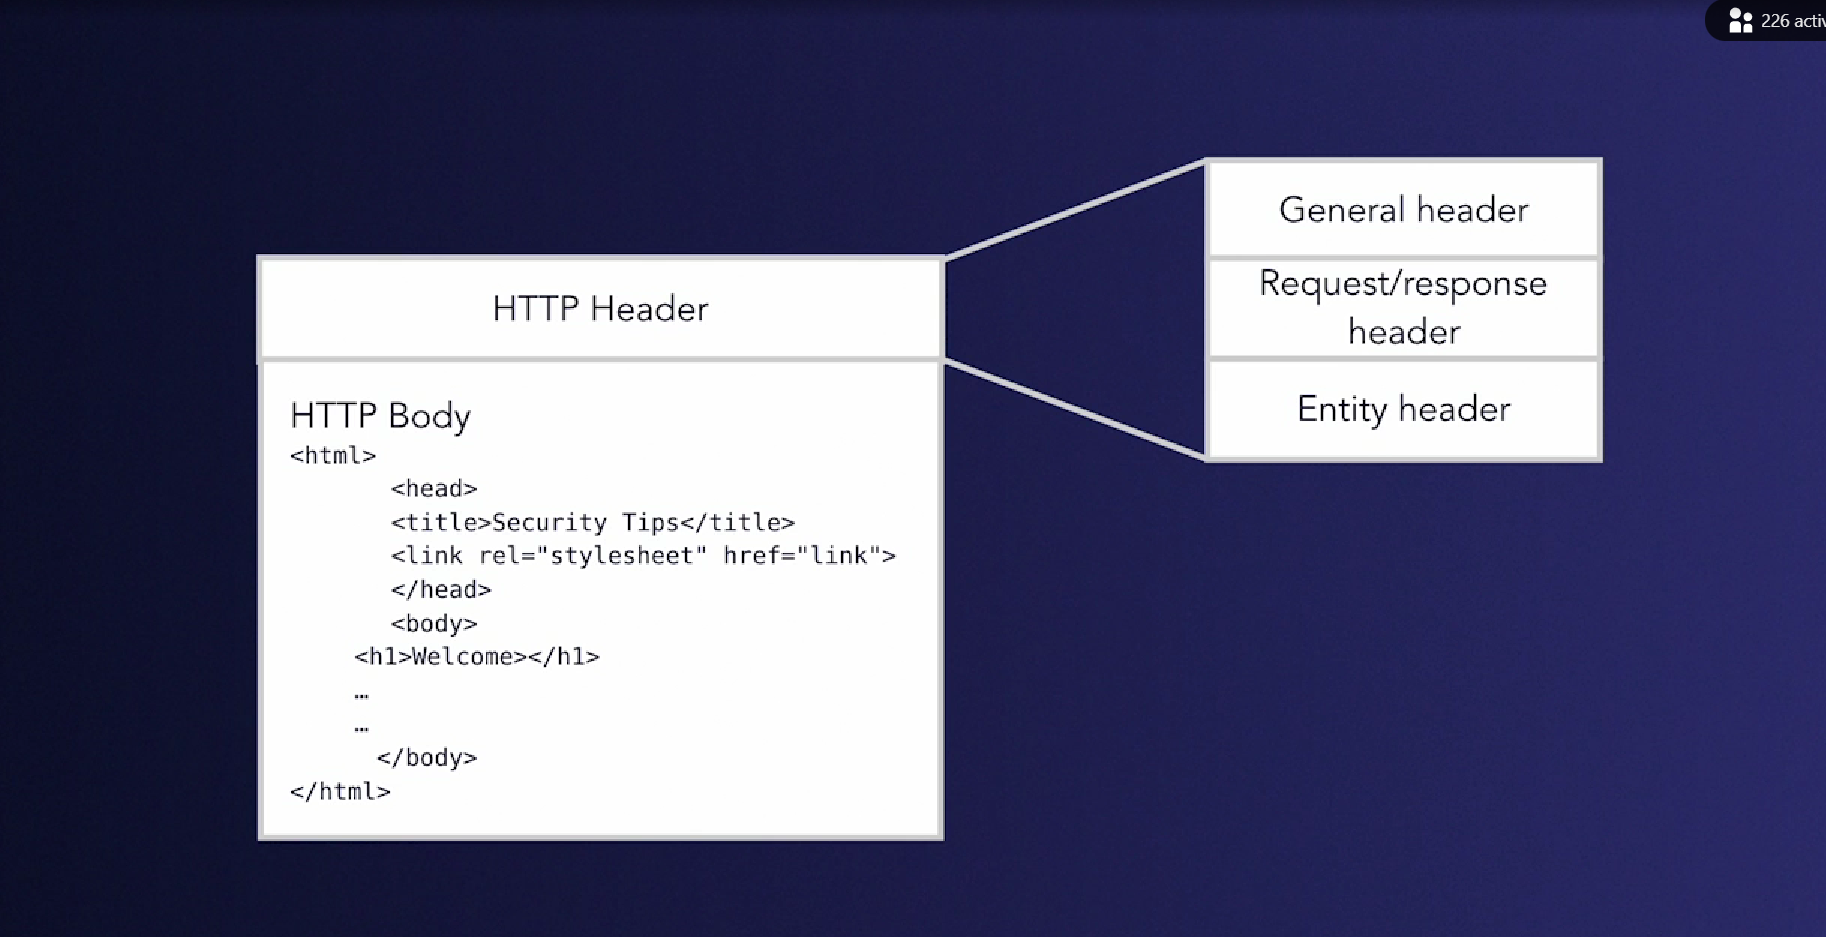 226 activ
General header
Request/response
header
Entity header
HTTP Header
HTTP Body
<html>
<head>
<title>Security Tips</title>
<link rel="stylesheet" href="link">
</head>
<body>
<h1>Welcome></h1>
…
…
</body>
</html>